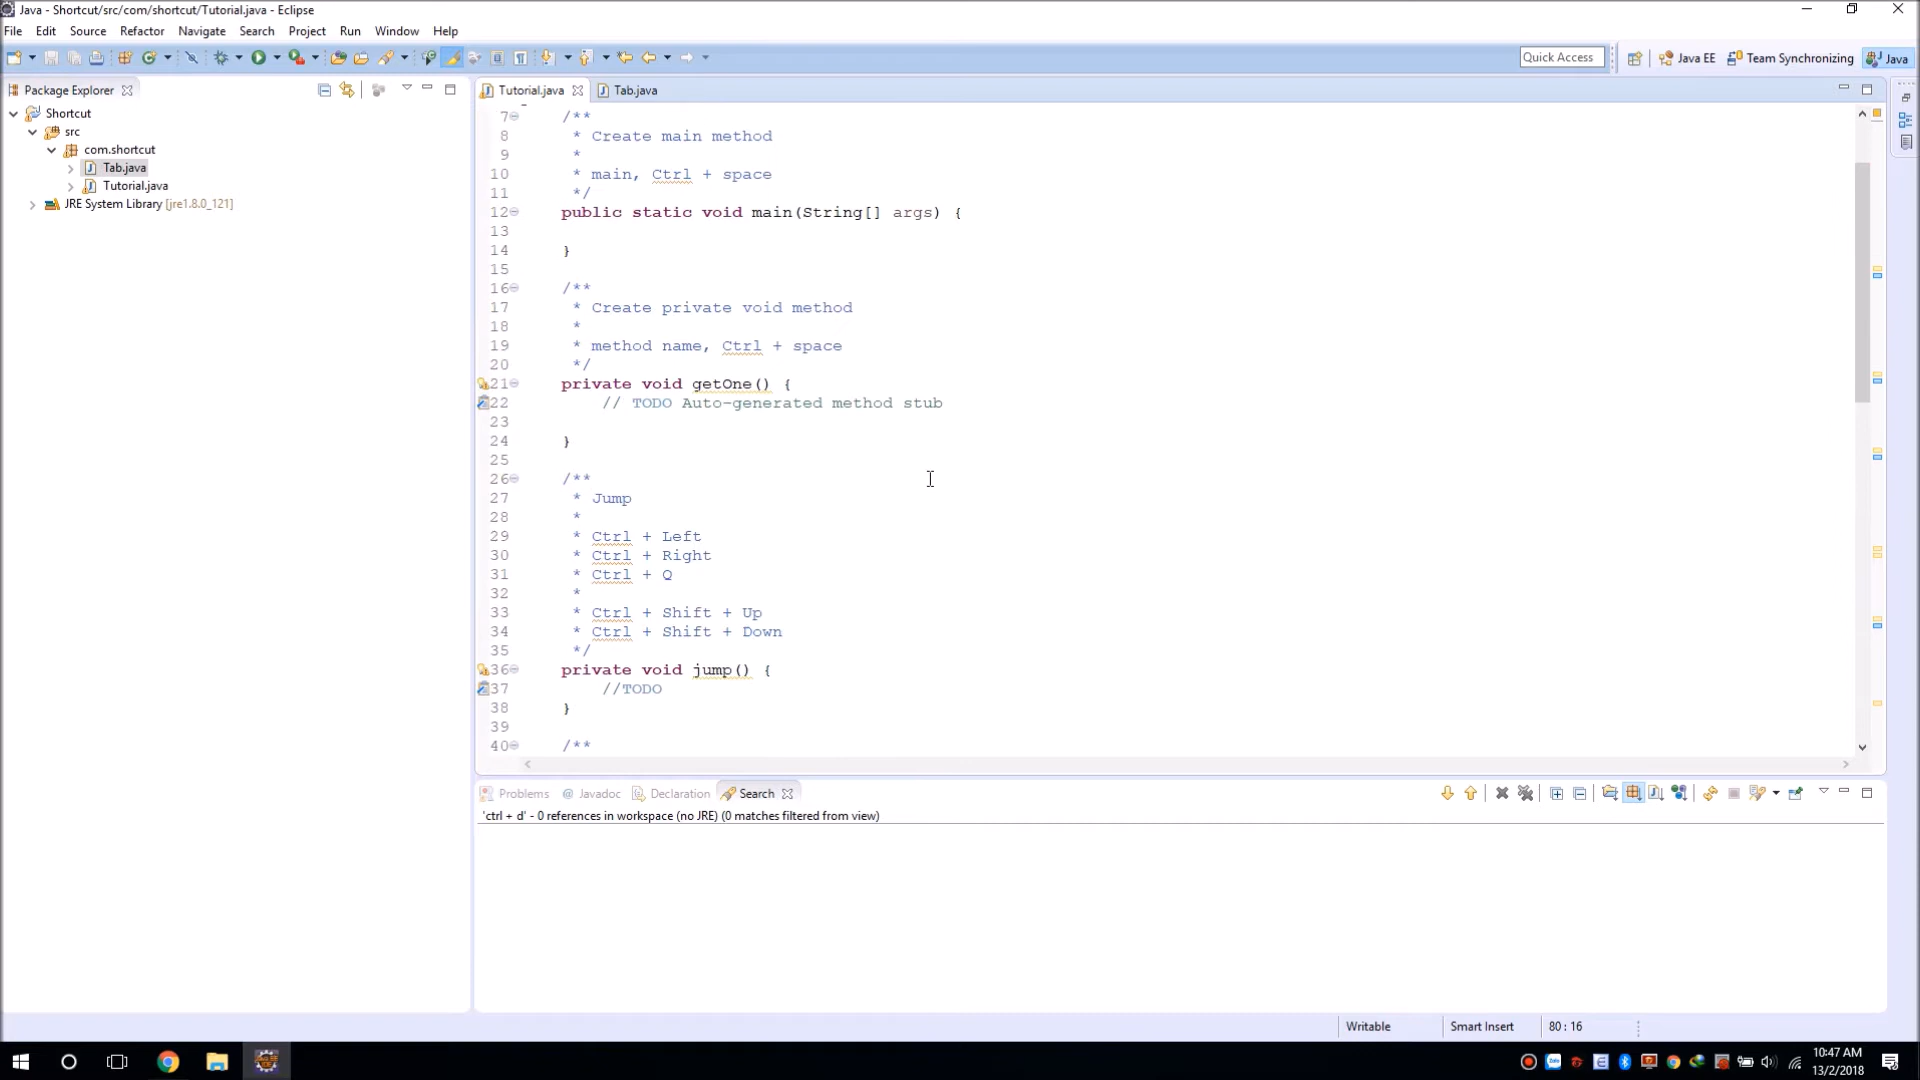 Java - Shortcut/src/com/shortcut/Tutorial.java - Eclipse
File Edit Source Refactor Navigate Search Project Run Window Help
Quick Access Java EE Team Synchronizing Java
Package Explorer
Shortcut
src
com.shortcut
Tab.java
Tutorial.java
JRE System Library [jre1.8.0_121]
Tutorial.java Tab.java
7 /**
8 * Create main method
9 *
10 * main, Ctrl + space
11 */
12 public static void main(String[] args) {
13
14 }
15
16 /**
17 * Create private void method
18 *
19 * method name, Ctrl + space
20 */
21 private void getOne() {
22 // TODO Auto-generated method stub
23
24 }
25
26 /**
27 * Jump
28 *
29 * Ctrl + Left
30 * Ctrl + Right
31 * Ctrl + Q
32 *
33 * Ctrl + Shift + Up
34 * Ctrl + Shift + Down
35 */
36 private void jump() {
37 //TODO
38 }
39
40 /**
Problems @ Javadoc Declaration Search
'ctrl + d' - 0 references in workspace (no JRE) (0 matches filtered from view)
Writable Smart Insert 80 : 16
10:47 AM
13/2/2018